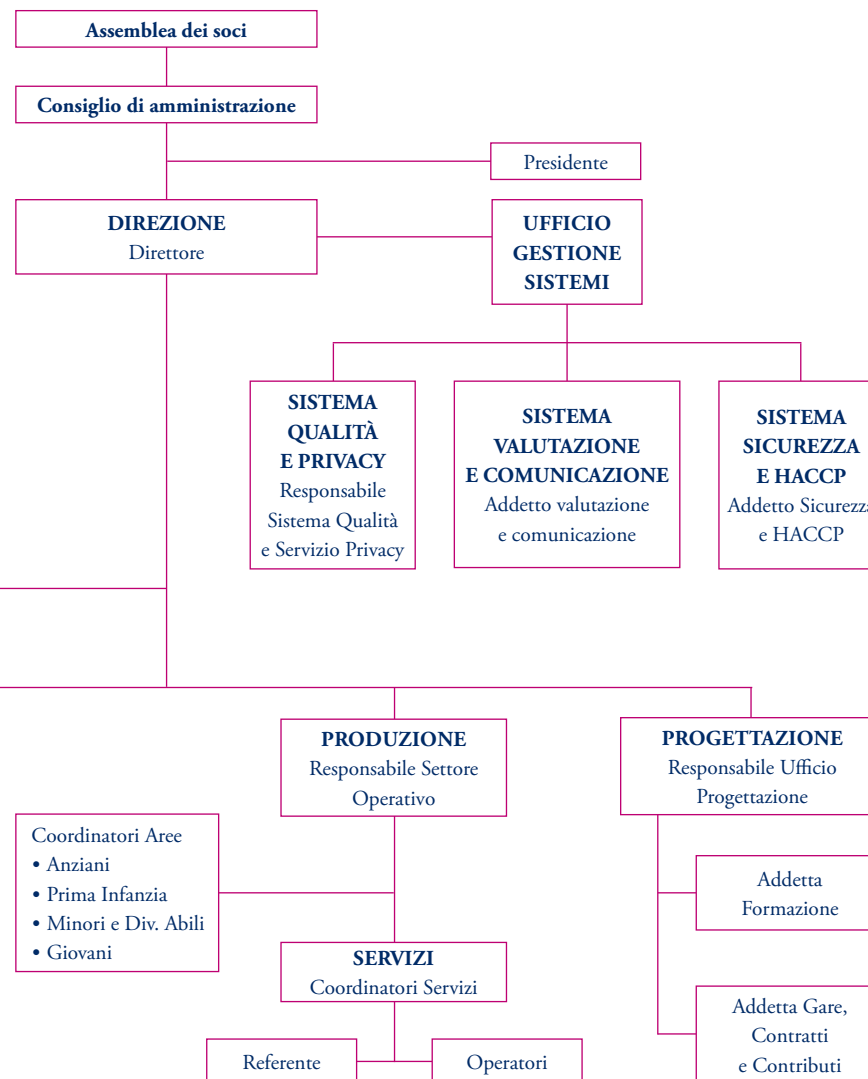 Assemblea dei soci
Consiglio di amministrazione
Presidente
DIREZIONE
Direttore
UFFICIO
GESTIONE
SISTEMI
SISTEMA
QUALITÀ
E PRIVACY
Responsabile
Sistema Qualità
e Servizio Privacy
SISTEMA
VALUTAZIONE
E COMUNICAZIONE
Addetto valutazione
e comunicazione
SISTEMA
SICUREZZA
E HACCP
Addetto Sicurezza
e HACCP
PRODUZIONE
Responsabile Settore
Operativo
PROGETTAZIONE
Responsabile Ufficio
Progettazione
Coordinatori Aree
• Anziani
• Prima Infanzia
• Minori e Div. Abili
• Giovani
Addetta
Formazione
SERVIZI
Coordinatori Servizi
Addetta Gare,
Contratti
e Contributi
Referente
Operatori